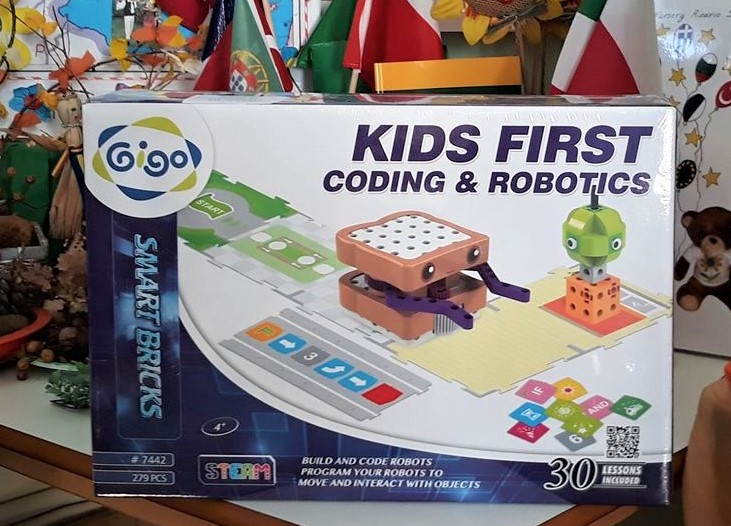 Gigo
KIDS FIRST
CODING & ROBOTICS
SMART BRICKS
START
P
3
IF
AND
4+
# 7442
279 PCS
STEAM
BUILD AND CODE ROBOTS
PROGRAM YOUR ROBOTS TO
MOVE AND INTERACT WITH OBJECTS
30 LESSONS
INCLUDED